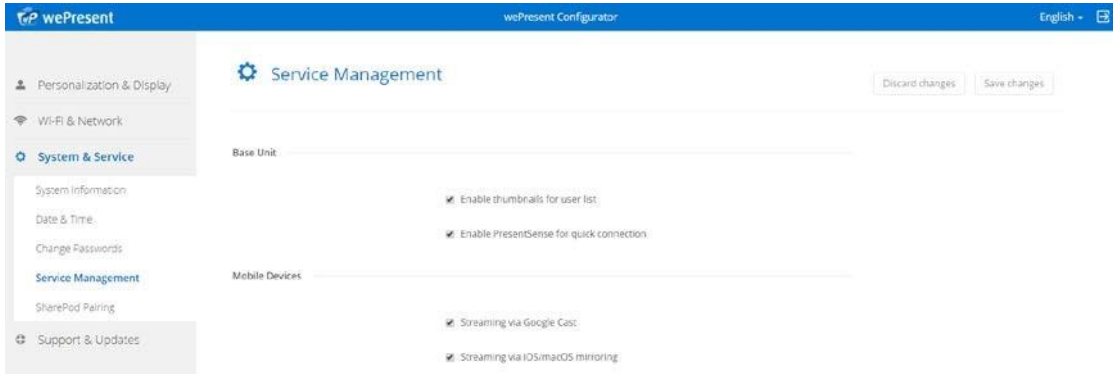 wePresent
wePresent Configurator
English
Personalization & Display
Wi-Fi & Network
System & Service
System Information
Date & Time
Change Passwords
Service Management
SharePod Pairing
Support & Updates
Service Management
Discard changes
Save changes
Base Unit
Enable thumbnails for user list
Enable PresentSense for quick connection
Mobile Devices
Streaming via Google Cast
Streaming via iOS/macOS mirroring